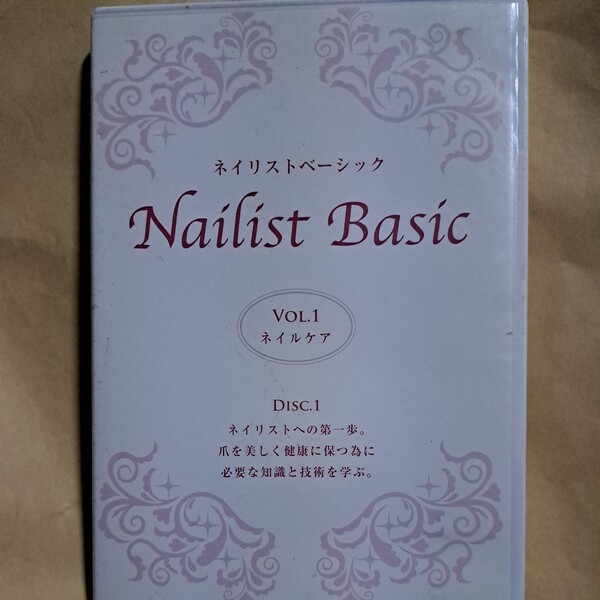 ネイリストベーシック
Nailist Basic
VOL.1
ネイルケア
DISC.1
ネイリストへの第一歩。
爪を美しく健康に保つ為に
必要な知識と技術を学ぶ。